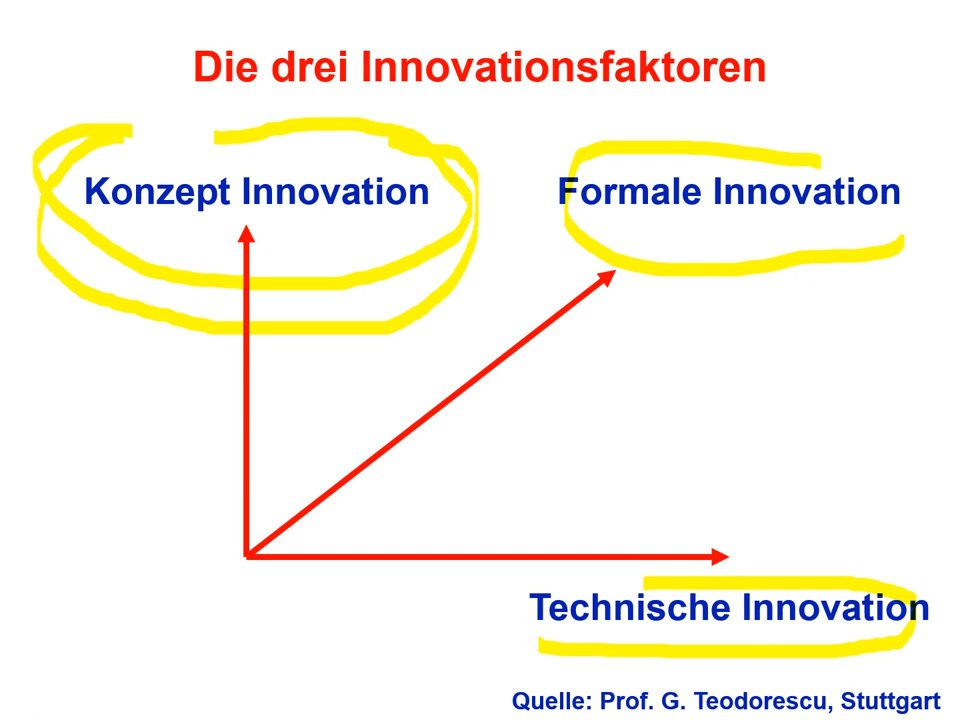 Die drei Innovationsfaktoren
Konzept Innovation
Formale Innovation
Technische Innovation
Quelle: Prof. G. Teodorescu, Stuttgart